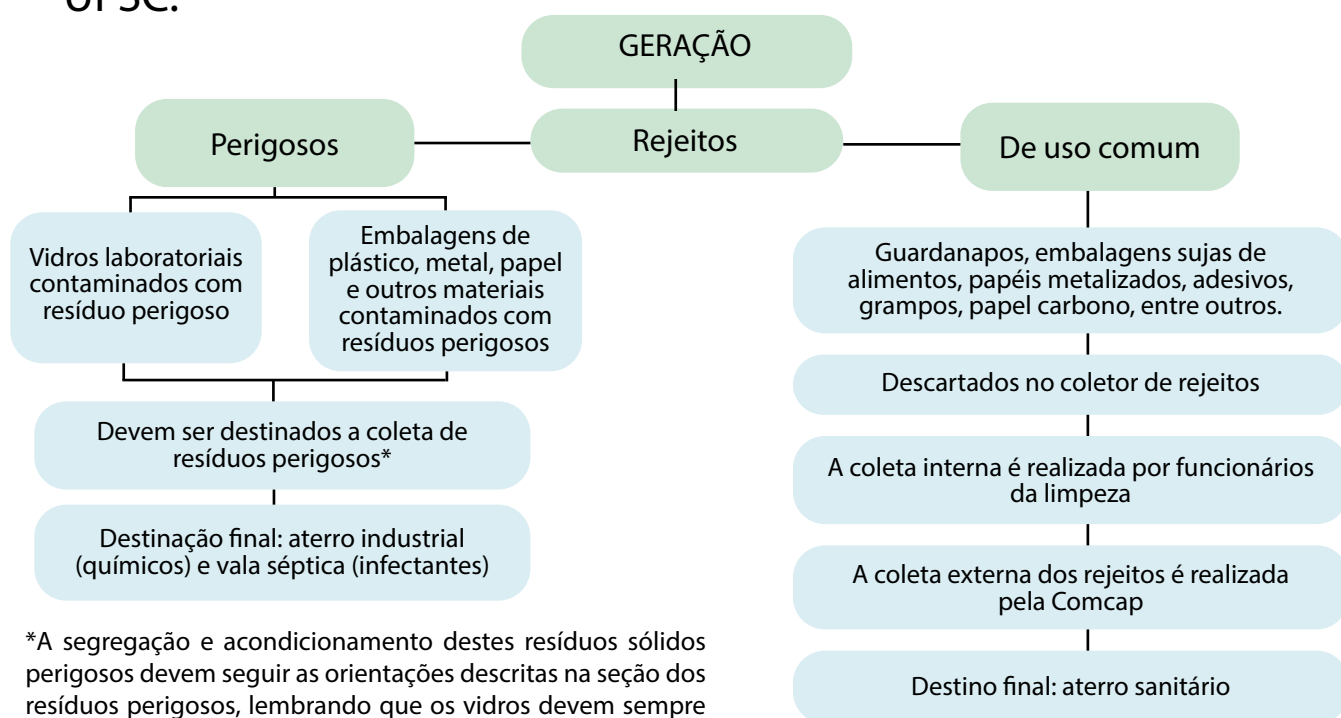 UFSC.
GERAÇÃO
Perigosos
Rejeitos
De uso comum
Vidros laboratoriais
contaminados com
resíduo perigoso
Embalagens de
plástico, metal, papel
e outros materiais
contaminados com
resíduos perigosos
Devem ser destinados a coleta de
resíduos perigosos*
Destinação final: aterro industrial
(químicos) e vala séptica (infectantes)
*A segregação e acondicionamento destes resíduos sólidos
perigosos devem seguir as orientações descritas na seção dos
resíduos perigosos, lembrando que os vidros devem sempre
Guardanapos, embalagens sujas de
alimentos, papéis metalizados, adesivos,
grampos, papel carbono, entre outros.
Descartados no coletor de rejeitos
A coleta interna é realizada por funcionários
da limpeza
A coleta externa dos rejeitos é realizada
pela Comcap
Destino final: aterro sanitário